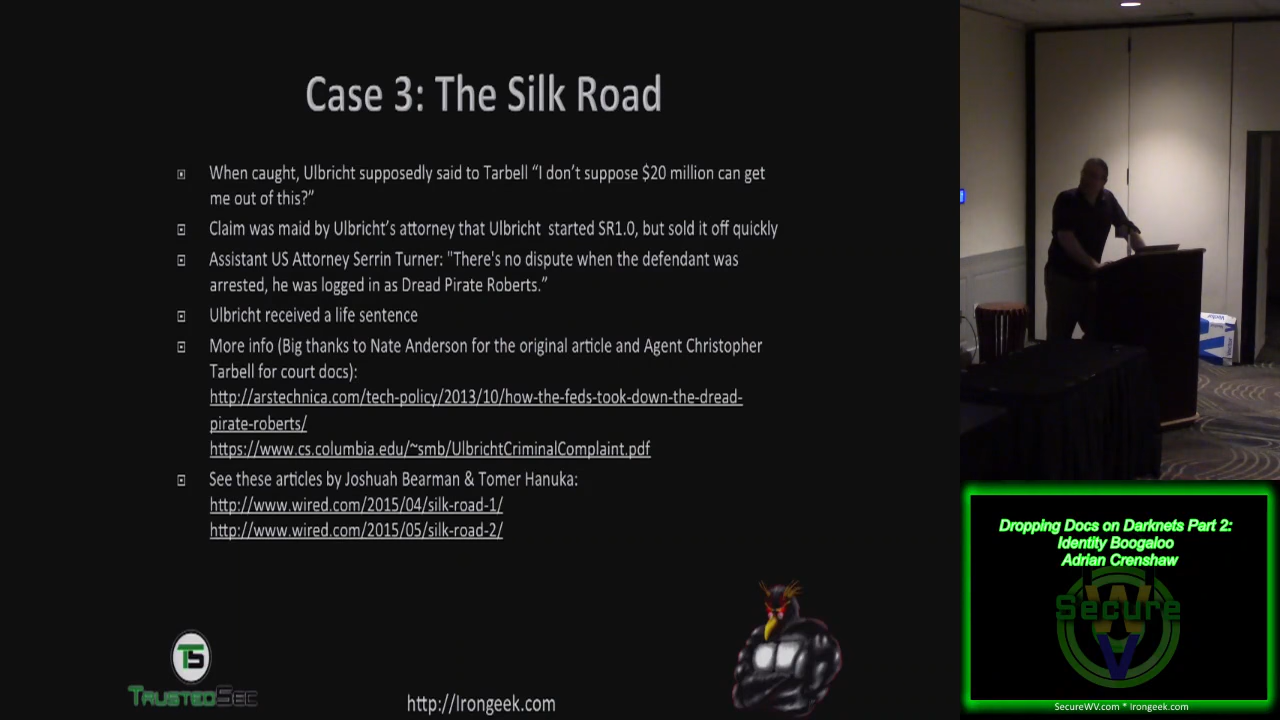 Case 3: The Silk Road
When caught, Ulbricht supposedly said to Tarbell “I don’t suppose $20 million can get
me out of this?”
Claim was maid by Ulbricht’s attorney that Ulbricht started SR1.0, but sold it off quickly
Assistant US Attorney Serrin Turner: "There's no dispute when the defendant was
arrested, he was logged in as Dread Pirate Roberts.”
Ulbricht received a life sentence
More info (Big thanks to Nate Anderson for the original article and Agent Christopher
Tarbell for court docs):
http://arstechnica.com/tech-policy/2013/10/how-the-feds-took-down-the-dread-
pirate-roberts/
https://www.cs.columbia.edu/~smb/UlbrichtCriminalComplaint.pdf
See these articles by Joshuah Bearman & Tomer Hanuka:
http://www.wired.com/2015/04/silk-road-1/
http://www.wired.com/2015/05/silk-road-2/
TS
TRUSTEDSEC
http://Irongeek.com
Dropping Docs on Darknets Part 2:
Identity Boogaloo
Adrian Crenshaw
Secure
WV
SecureWV.com * Irongeek.com